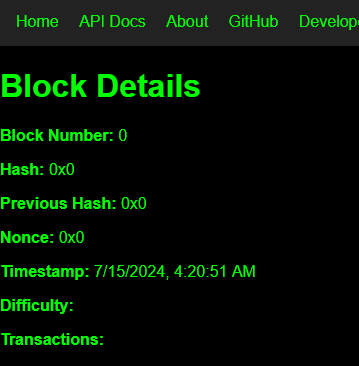 Home API Docs About GitHub Develope
Block Details
Block Number: 0
Hash: 0x0
Previous Hash: 0x0
Nonce: 0x0
Timestamp: 7/15/2024, 4:20:51 AM
Difficulty:
Transactions: